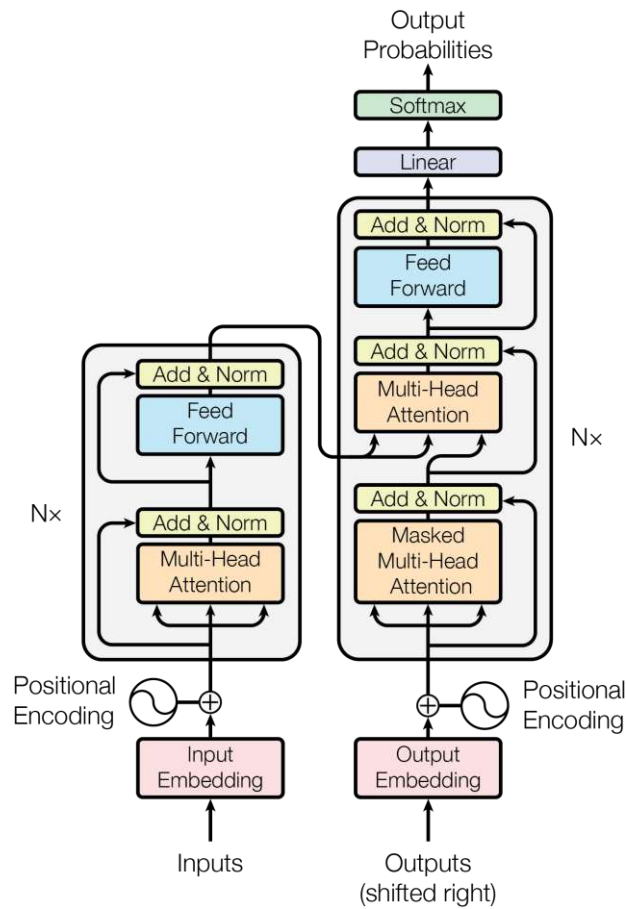 Output
Probabilities
Softmax
Linear
Add & Norm
Feed
Forward
Add & Norm
Multi-Head
Attention
Add & Norm
Masked
Multi-Head
Attention
N×
Add & Norm
Feed
Forward
Add & Norm
Multi-Head
Attention
N×
Positional
Encoding
Positional
Encoding
Input
Embedding
Output
Embedding
Inputs
Outputs
(shifted right)